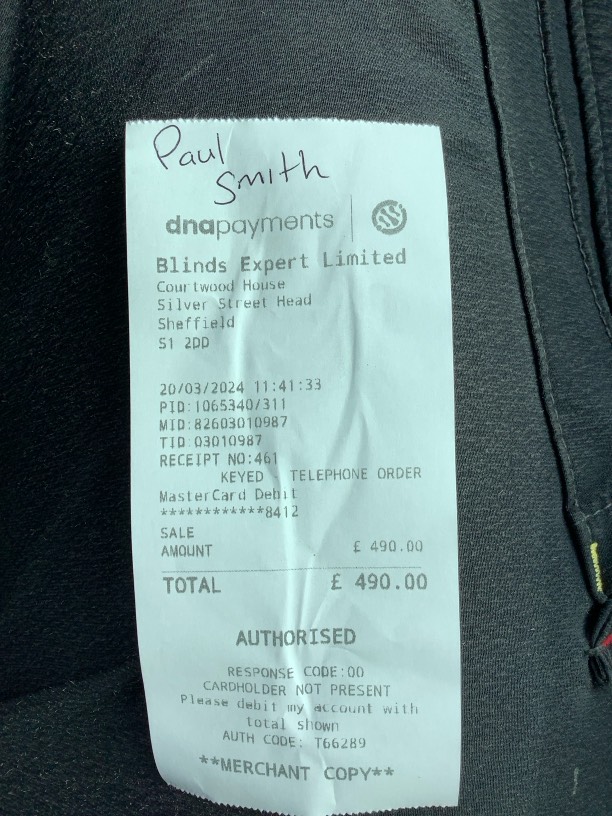 Paul
Smith
dnapayments
Blinds Expert Limited
Courtwood House
Silver Street Head
Sheffield
S1 2DD
20/03/2024 11:41:33
PID:1065340/311
MID:82603010987
TID:03010987
RECEIPT NO:461
KEYED TELEPHONE ORDER
MasterCard Debit
************8412
SALE
AMOUNT £ 490.00
TOTAL £ 490.00
AUTHORISED
RESPONSE CODE:00
CARDHOLDER NOT PRESENT
Please debit my account with
total shown
AUTH CODE: T66289
**MERCHANT COPY**